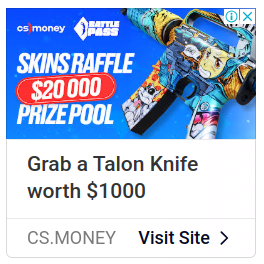 cs.money BATTLE PASS
SKINS RAFFLE
$20 000
PRIZE POOL
Grab a Talon Knife
worth $1000
CS.MONEY Visit Site